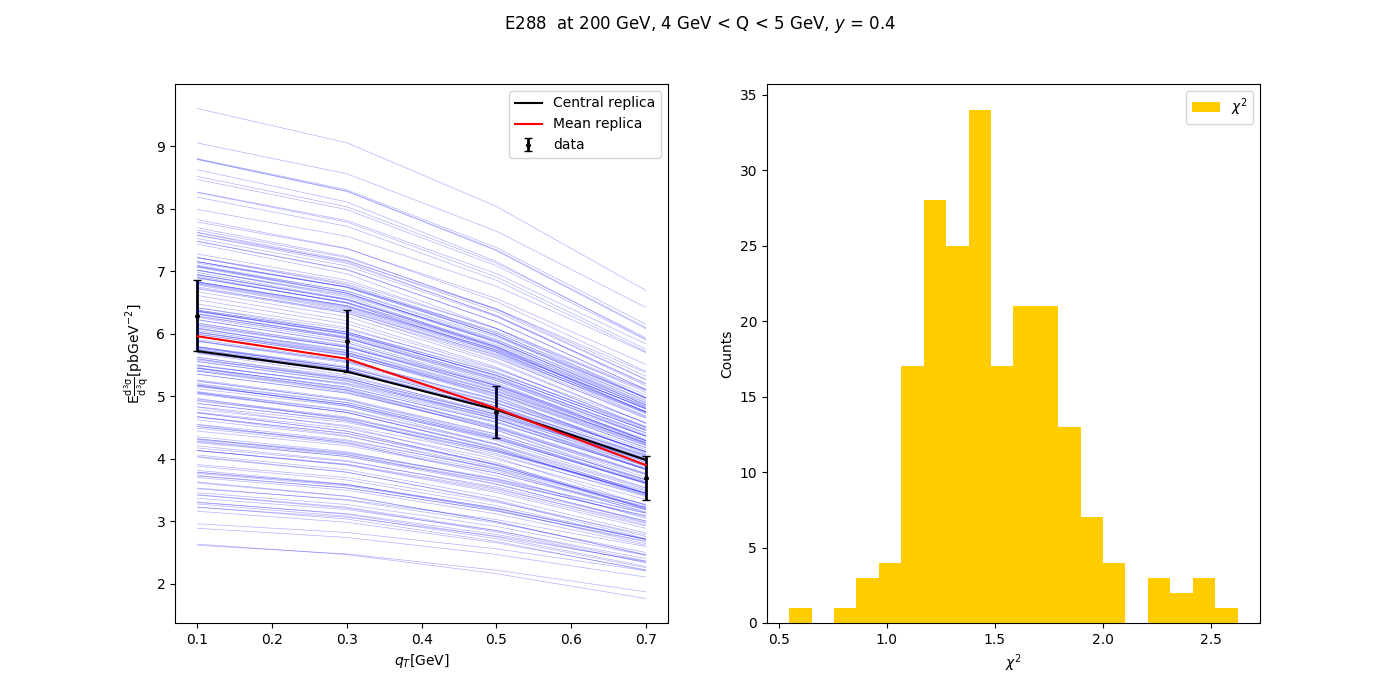 E288  at 200 GeV, 4 GeV < Q < 5 GeV, y = 0.4
Central replica
Mean replica
data
9
8
7
6
5
4
3
2
E d³σ/d³q [pbGeV⁻²]
0.1 0.2 0.3 0.4 0.5 0.6 0.7
q_T[GeV]
χ²
35
30
25
20
15
10
5
0
Counts
0.5 1.0 1.5 2.0 2.5
χ²